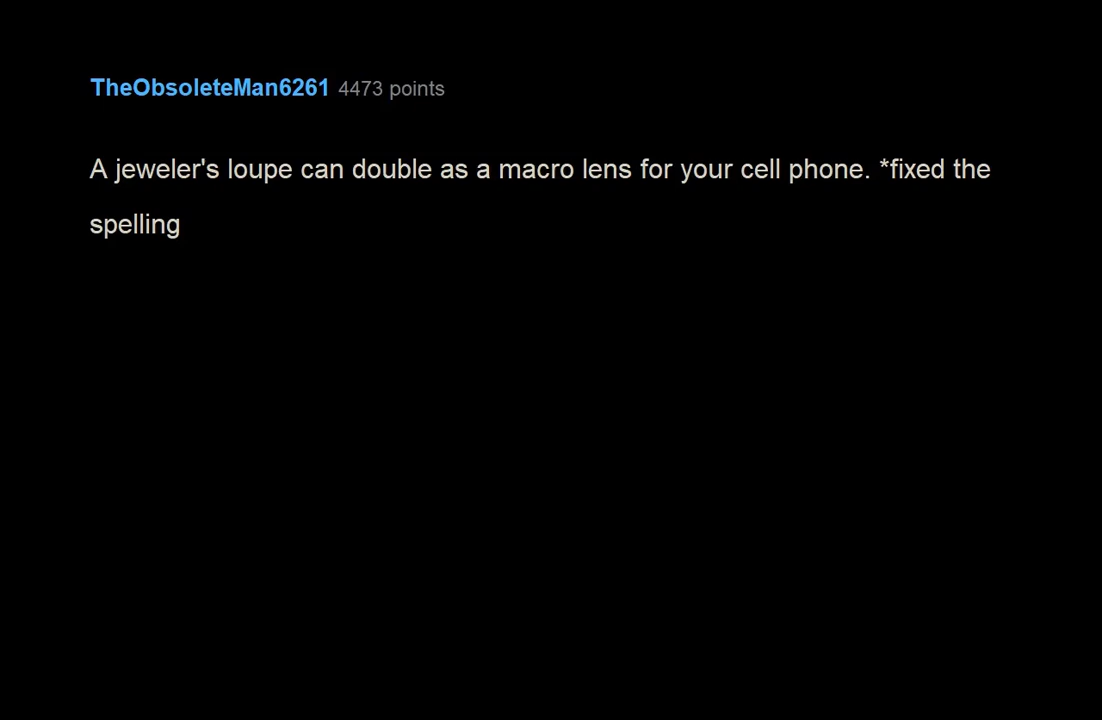 TheObsoleteMan6261 4473 points
A jeweler's loupe can double as a macro lens for your cell phone. *fixed the
spelling